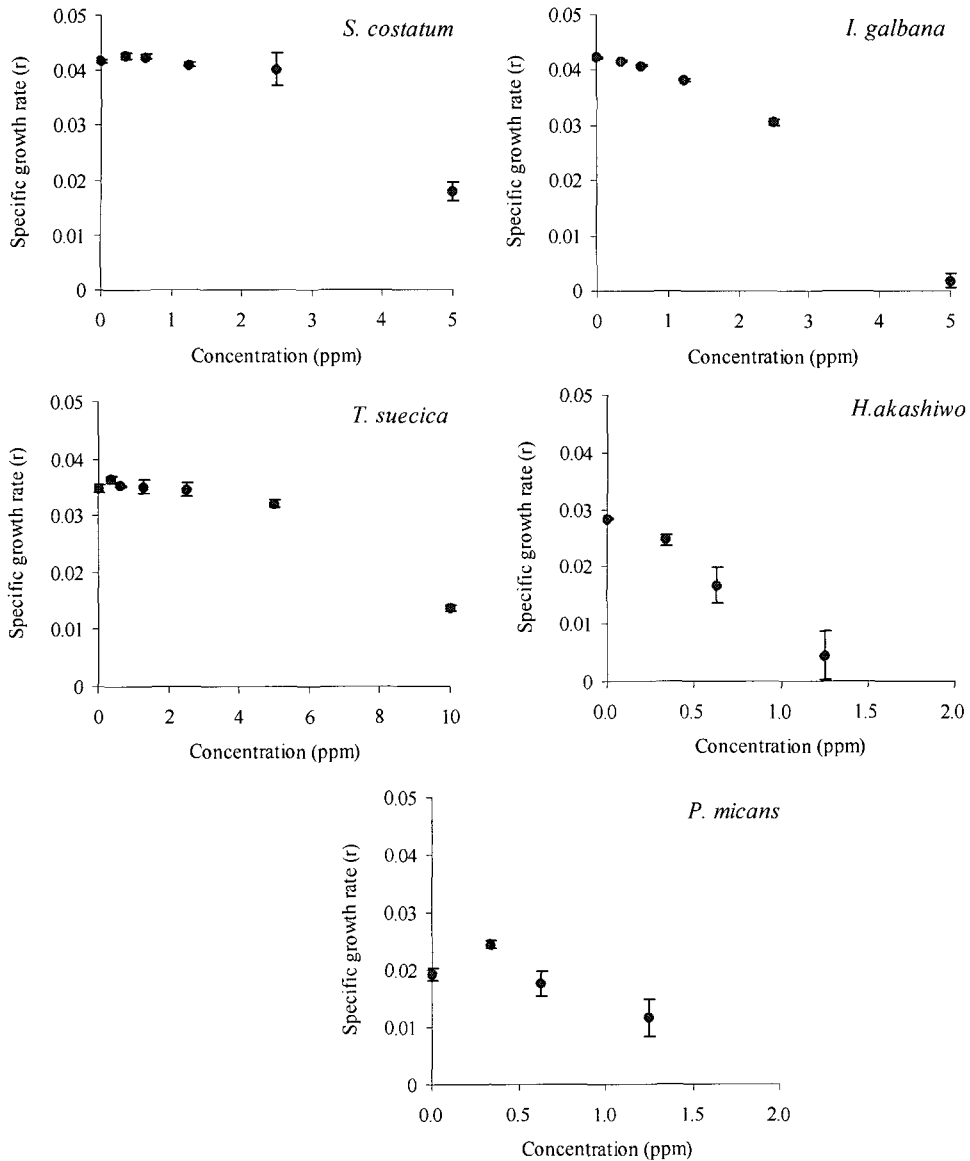 S. costatum
Specific growth rate (r)
0.05
0.04
0.03
0.02
0.01
0
0 1 2 3 4 5
Concentration (ppm)
I. galbana
Specific growth rate (r)
0.05
0.04
0.03
0.02
0.01
0
0 1 2 3 4 5
Concentration (ppm)
T. suecica
Specific growth rate (r)
0.05
0.04
0.03
0.02
0.01
0
0 2 4 6 8 10
Concentration (ppm)
H.akashiwo
Specific growth rate (r)
0.05
0.04
0.03
0.02
0.01
0
0.0 0.5 1.0 1.5 2.0
Concentration (ppm)
P. micans
Specific growth rate (r)
0.05
0.04
0.03
0.02
0.01
0
0.0 0.5 1.0 1.5 2.0
Concentration (ppm)